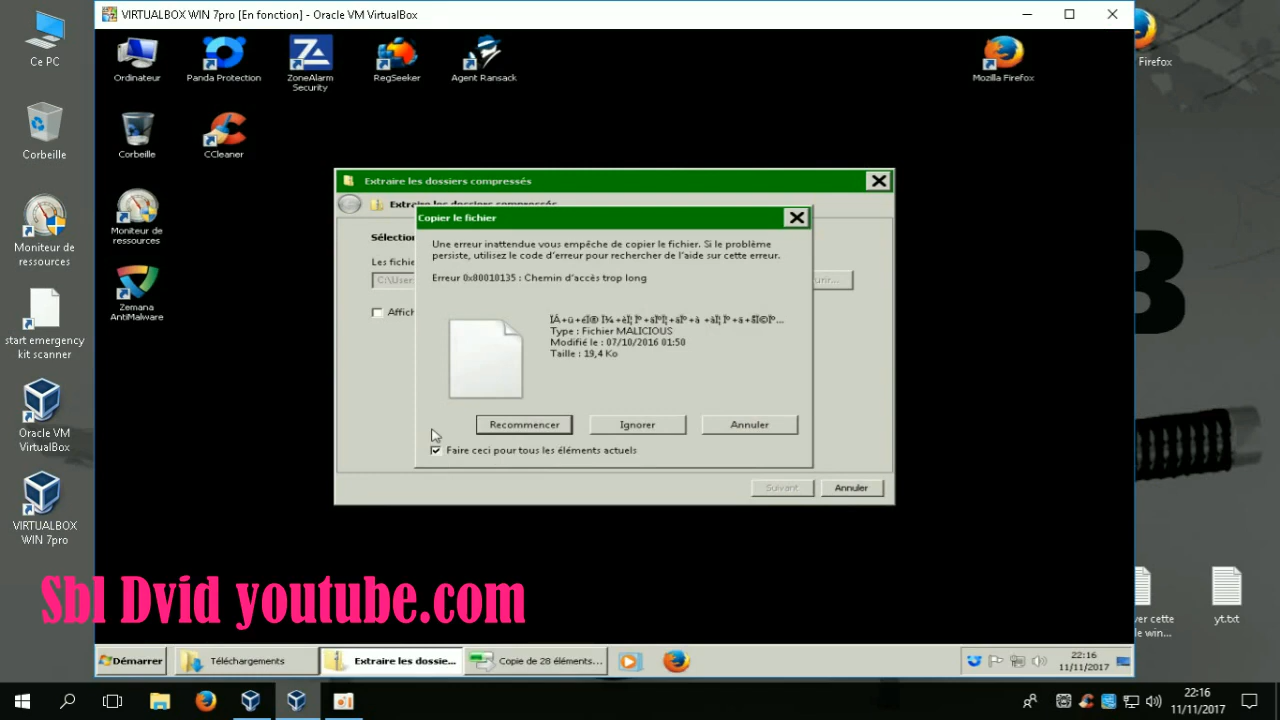 VIRTUALBOX WIN 7pro [En fonction] - Oracle VM VirtualBox
Ce PC
Corbeille
Moniteur de
ressources
start emergency
kit scanner
Oracle VM
VirtualBox
VIRTUALBOX
WIN 7pro
Firefox
Ordinateur
Panda Protection
ZoneAlarm
Security
RegSeeker
Agent Ransack
Mozilla Firefox
Corbeille
CCleaner
Moniteur de
ressources
Zemana
AntiMalware
Extraire les dossiers compressés
Extraire les dossiers compressés
Sélection
Les fichie
C:\User
urir...
Affich
Copier le fichier
Une erreur inattendue vous empêche de copier le fichier. Si le problème
persiste, utilisez le code d'erreur pour rechercher de l'aide sur cette erreur.
Erreur 0x80010135 : Chemin d'accès trop long
Type : Fichier MALICIOUS
Modifié le : 07/10/2016 01:50
Taille : 19,4 Ko
Recommencer
Ignorer
Annuler
Faire ceci pour tous les éléments actuels
Suivant
Annuler
Sbl Dvid youtube.com
ver cette
le win...
yt.txt
Démarrer
Téléchargements
Extraire les dossie...
Copie de 28 éléments...
22:16
11/11/2017
22:16
11/11/2017